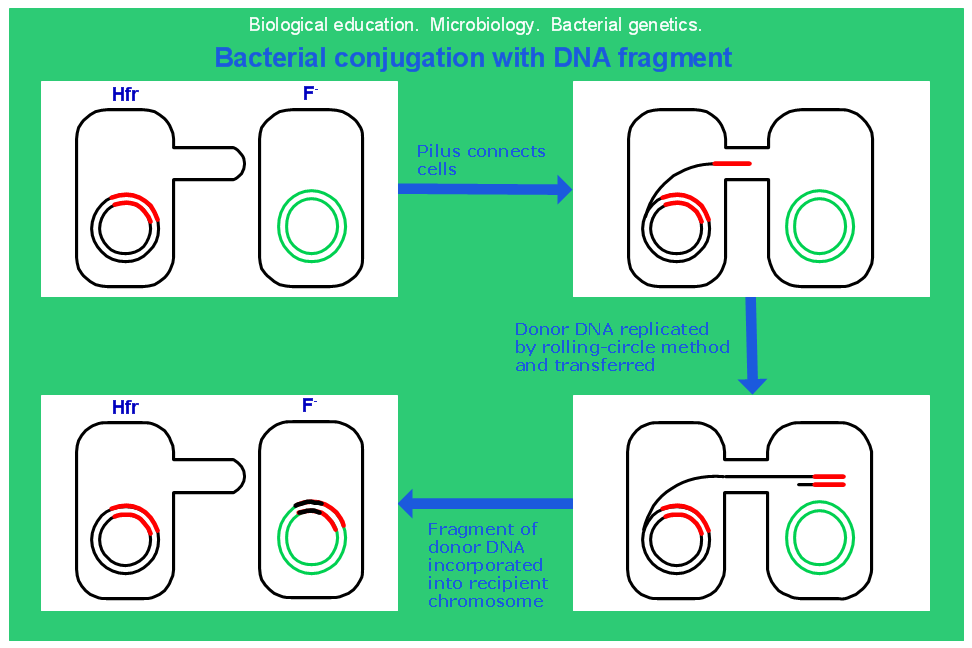 Biological education.  Microbiology.  Bacterial genetics.
Bacterial conjugation with DNA fragment
Hfr
F-
Pilus connects
cells
Donor DNA replicated
by rolling-circle method
and transferred
Hfr
F-
Fragment of
donor DNA
incorporated
into recipient
chromosome